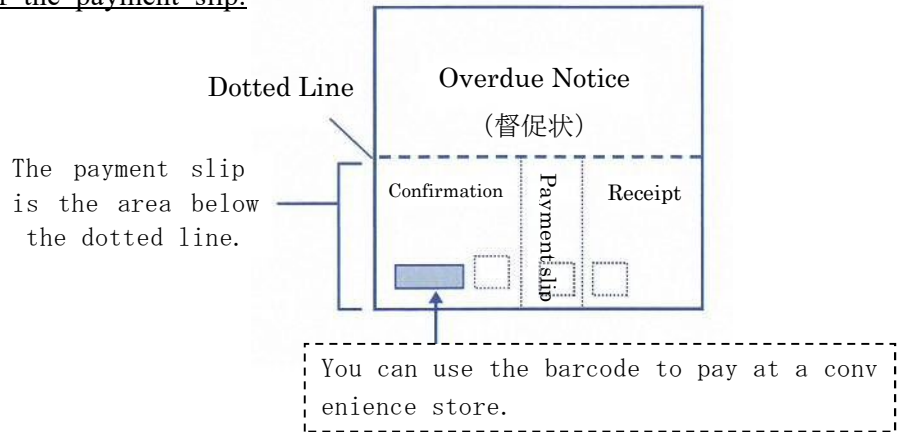 the payment slip.
Overdue Notice
(督促状)
Dotted Line
The payment slip
is the area below
the dotted line.
Confirmation
Payment slip
Receipt
You can use the barcode to pay at a conv
enience store.